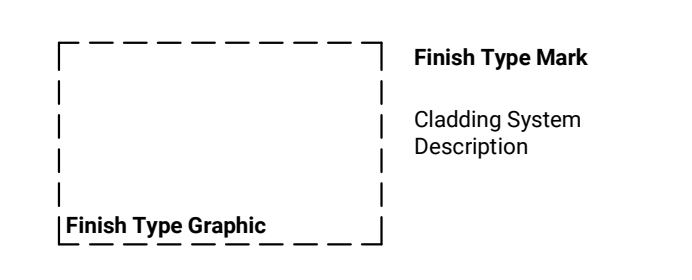 Finish Type Mark
Cladding System
Description
Finish Type Graphic